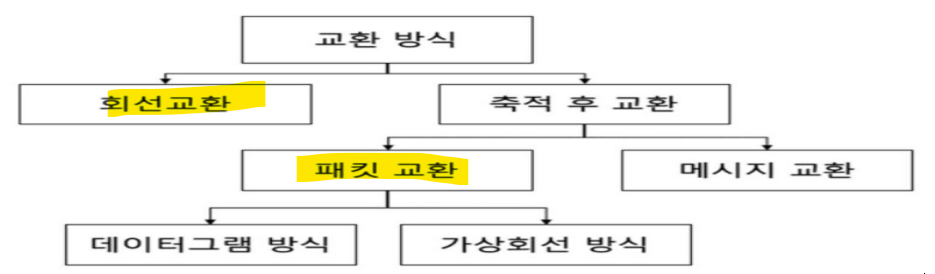 교환 방식
회선교환
축적 후 교환
패킷 교환
메시지 교환
데이터그램 방식
가상회선 방식